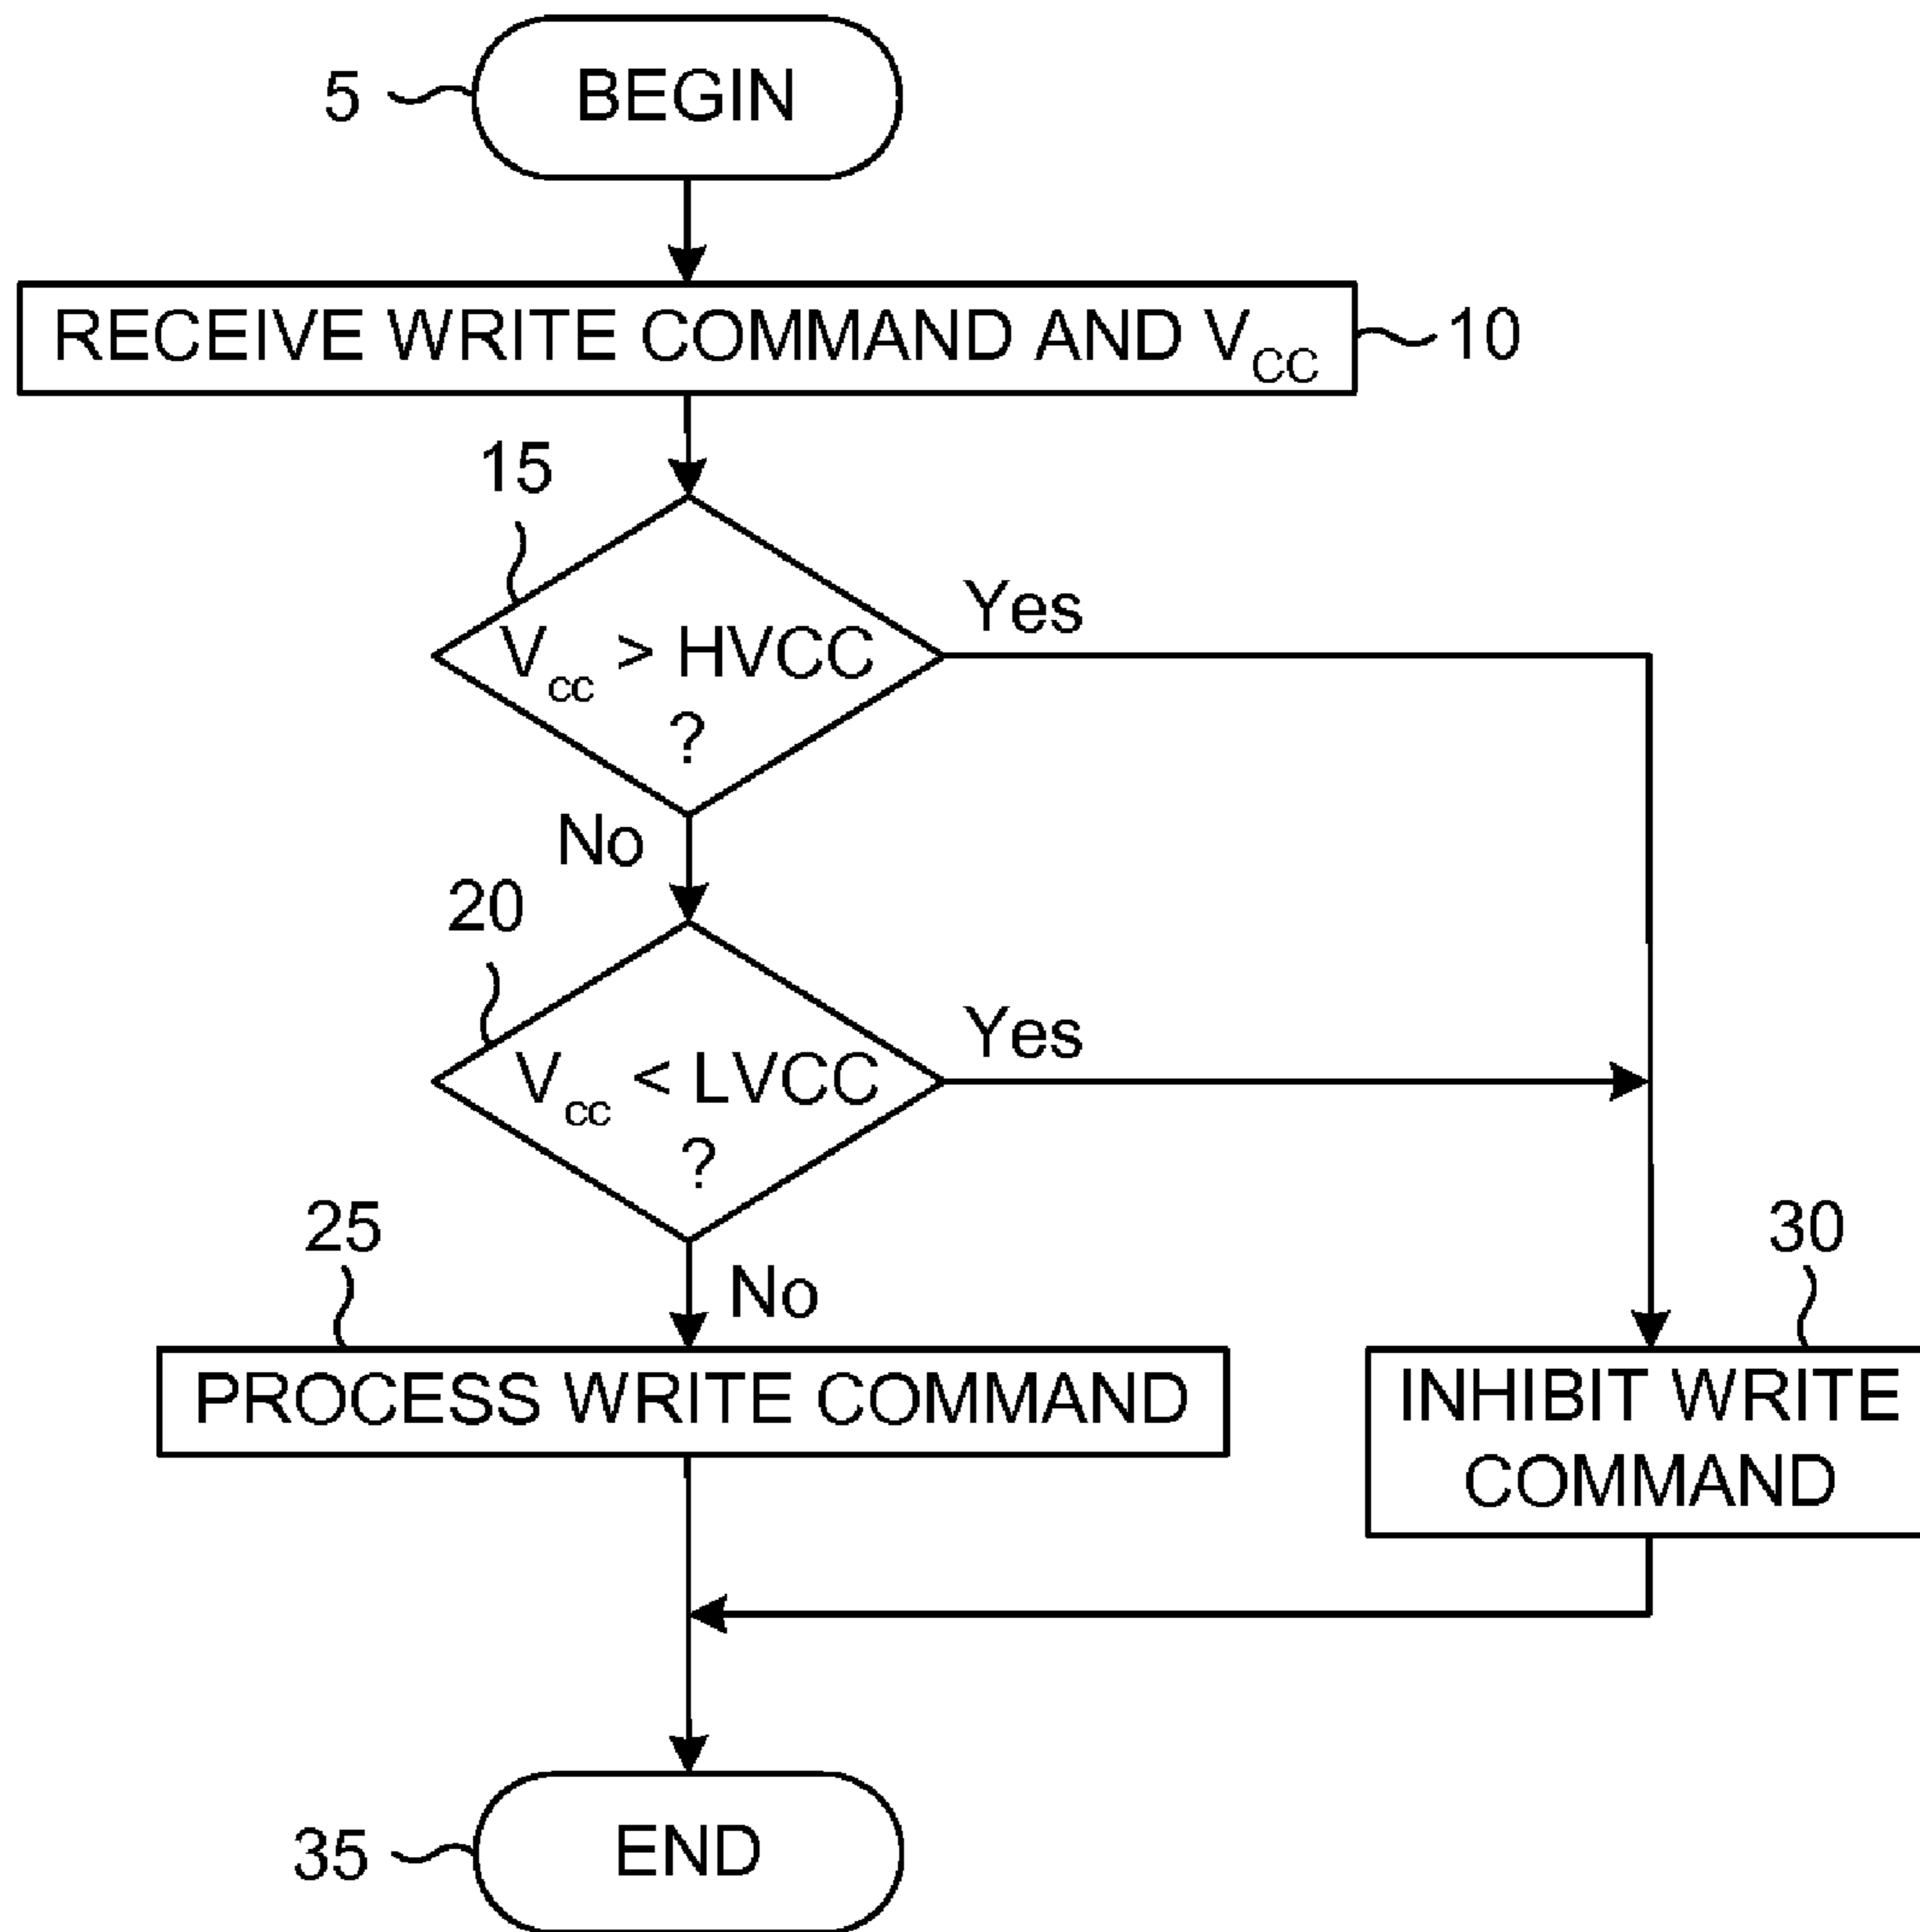 5
BEGIN
RECEIVE WRITE COMMAND AND VCC
10
15
Vcc > HVCC
?
Yes
No
20
Vcc < LVCC
?
Yes
No
25
PROCESS WRITE COMMAND
30
INHIBIT WRITE
COMMAND
35
END